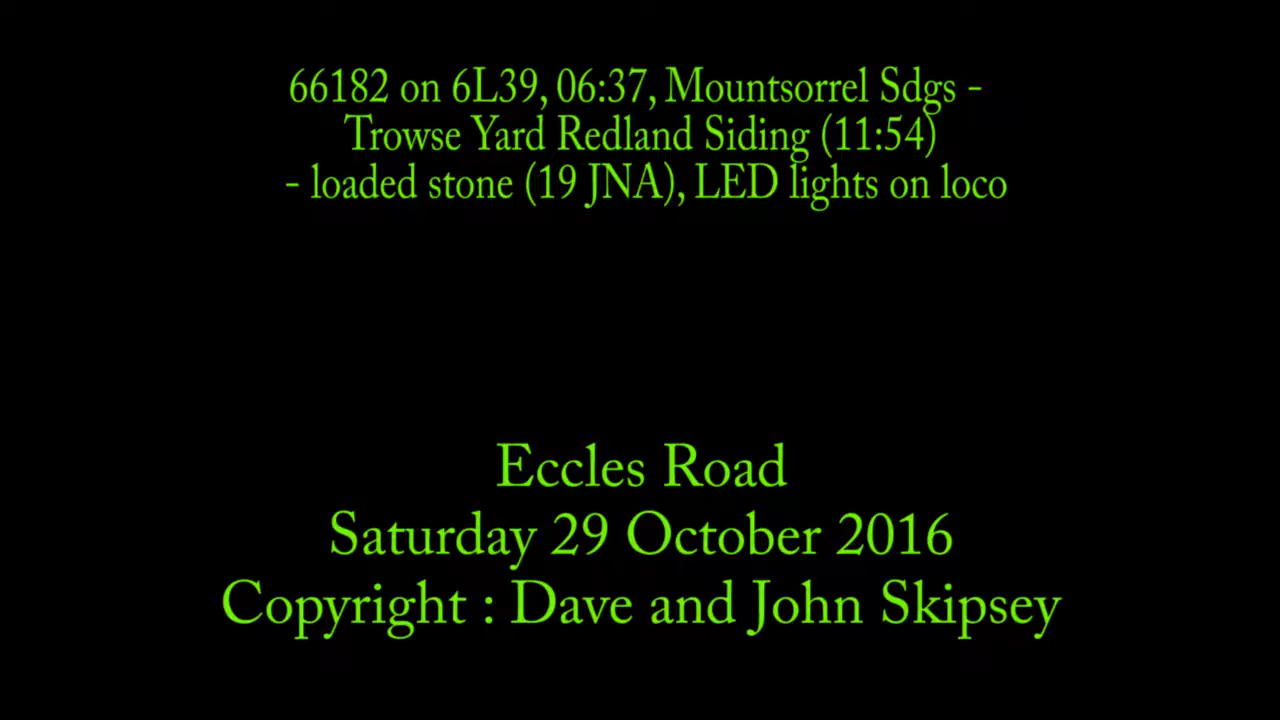 66182 on 6L39, 06:37, Mountsorrel Sdgs -
Trowse Yard Redland Siding (11:54)
- loaded stone (19 JNA), LED lights on loco
Eccles Road
Saturday 29 October 2016
Copyright : Dave and John Skipsey